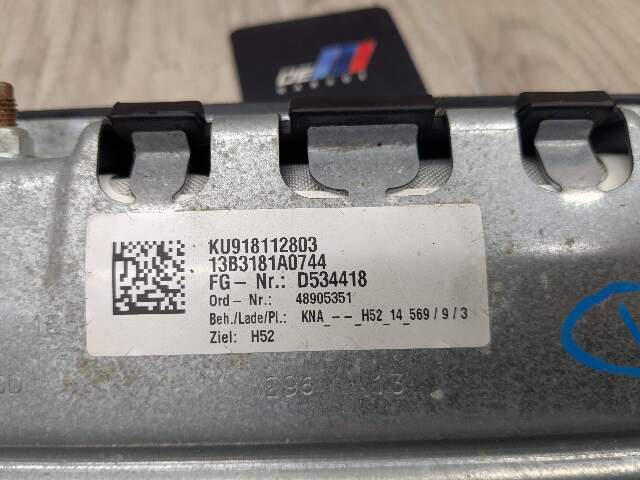 KU918112803
13B3181A0744
FG- Nr.: D534418
Ord- Nr.: 48905351
Beh./Lade/Pl.: KNA_--_H52_14_569 / 9 / 3
Ziel: H52